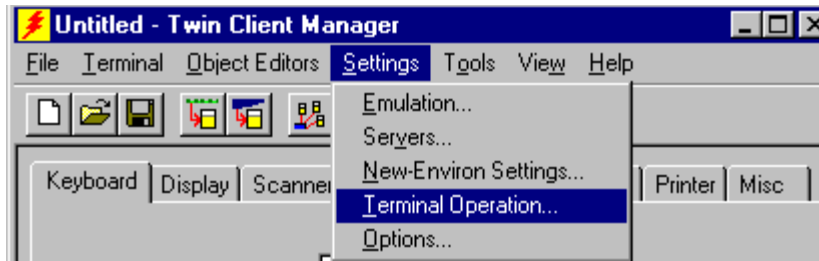 Untitled - Twin Client Manager
File Terminal Object Editors Settings Tools View Help
Emulation...
Servers...
New-Environ Settings...
Keyboard Display Scanner Printer Misc
Terminal Operation...
Options...